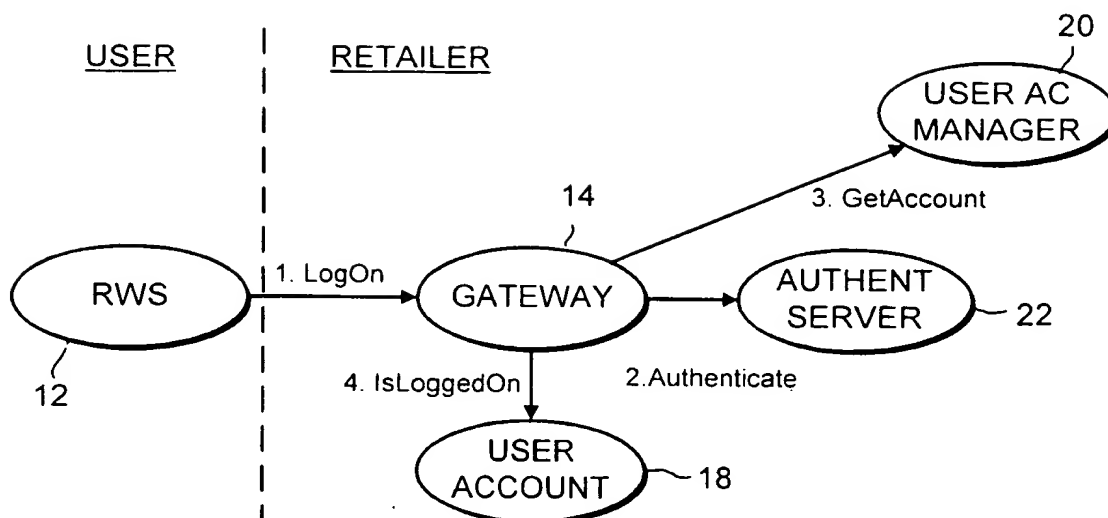 20
USER
RETAILER
USER AC
MANAGER
3. GetAccount
14
1. LogOn
RWS
GATEWAY
AUTHENT
SERVER
22
12
4. IsLoggedOn
2.Authenticate
USER
ACCOUNT
18